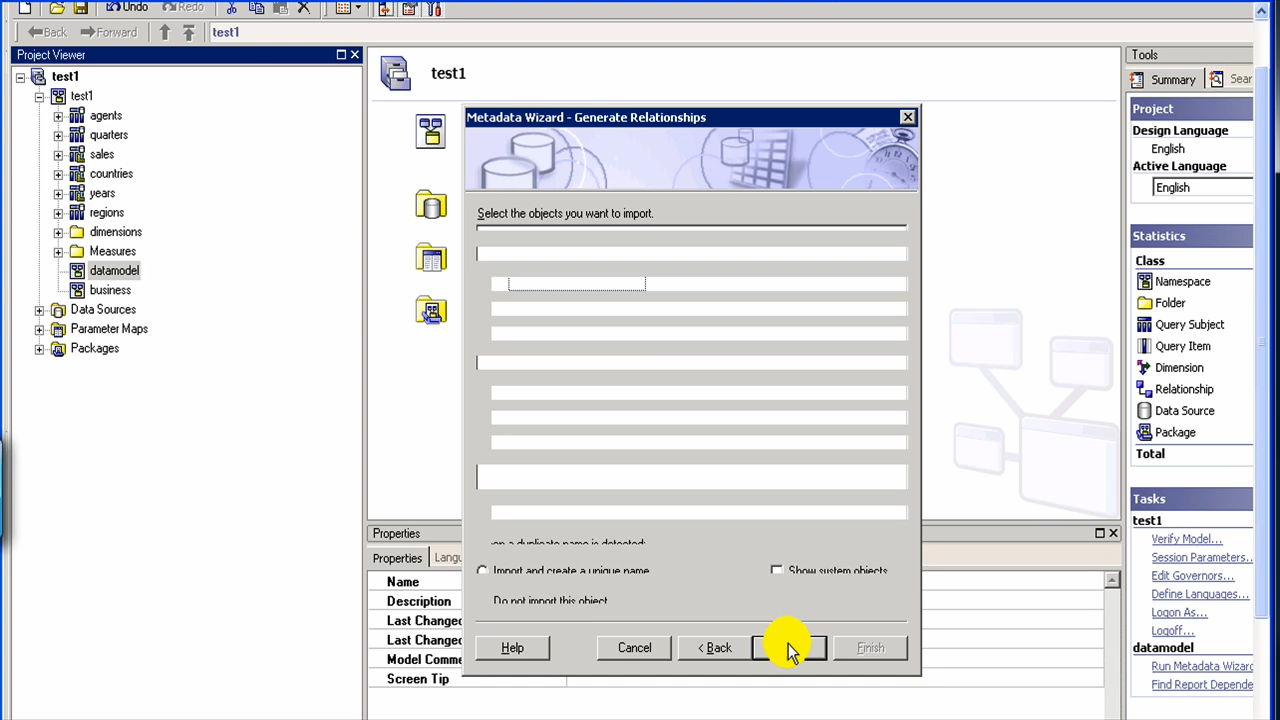 Undo
Redo
Back
Forward
test1
Project Viewer
test1
test1
agents
quarters
sales
countries
years
regions
dimensions
Measures
datamodel
business
Data Sources
Parameter Maps
Packages
test1
Metadata Wizard - Generate Relationships
Select the objects you want to import.
Import and create a unique name
Show system objects
Do not import this object
Help
Cancel
< Back
Finish
Properties
Properties
Name
Description
Last Changed
Last Changed
Screen Tip
Tools
Summary
Project
Design Language
English
Active Language
English
Statistics
Class
Namespace
Folder
Query Subject
Query Item
Dimension
Relationship
Data Source
Package
Total
Tasks
test1
Verify Model...
Session Parameters...
Edit Governors...
Define Languages...
Logon As...
Logoff...
datamodel
Run Metadata Wizard
Find Report